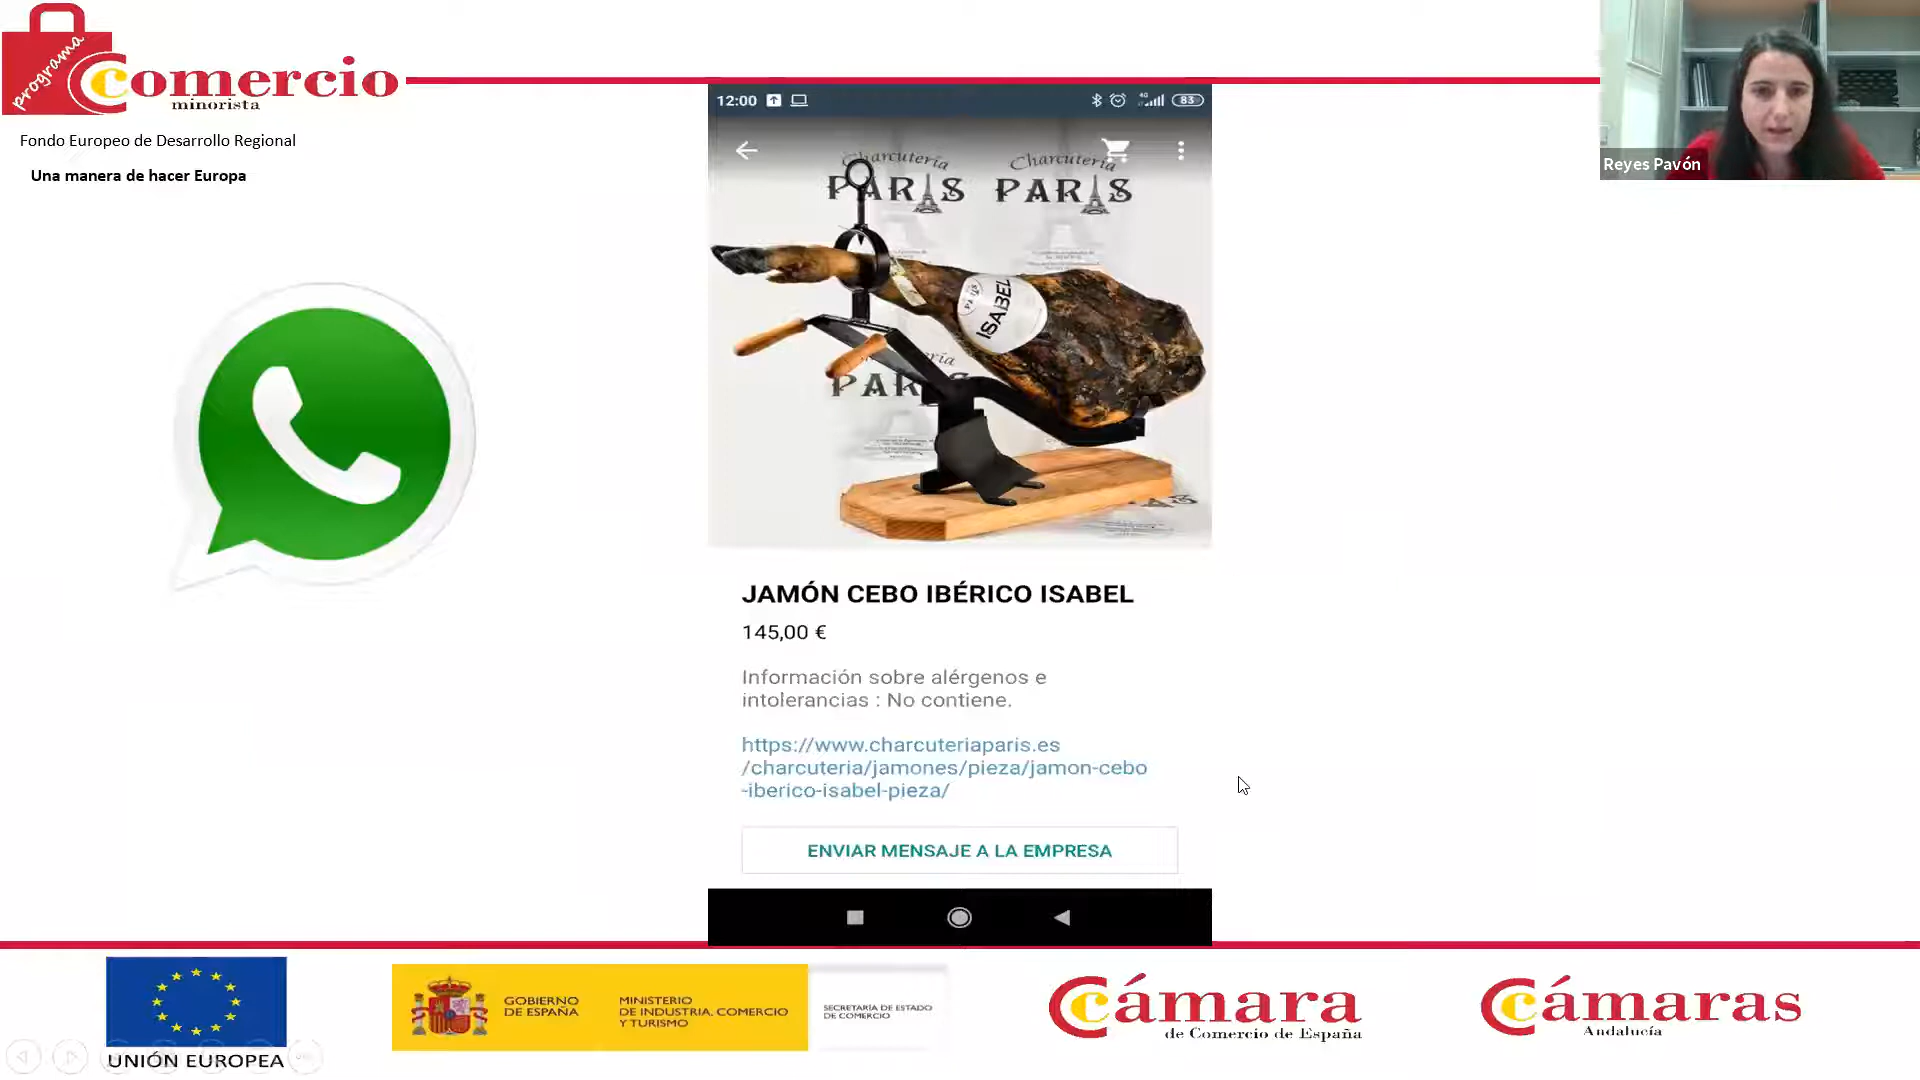 programa
Comercio
minorista
Fondo Europeo de Desarrollo Regional
Una manera de hacer Europa
Reyes Pavón
12:00
4G
83
Charcutería
PARIS
Charcutería
PARIS
ISABEL
PARIS
JAMÓN CEBO IBÉRICO ISABEL
145,00 €
Información sobre alérgenos e
intolerancias : No contiene.
https://www.charcuteriaparis.es
/charcuteria/jamones/pieza/jamon-cebo
-iberico-isabel-pieza/
ENVIAR MENSAJE A LA EMPRESA
UNIÓN EUROPEA
GOBIERNO
DE ESPAÑA
MINISTERIO
DE INDUSTRIA, COMERCIO
Y TURISMO
SECRETARÍA DE ESTADO
DE COMERCIO
Cámara
de Comercio de España
Cámaras
Andalucía